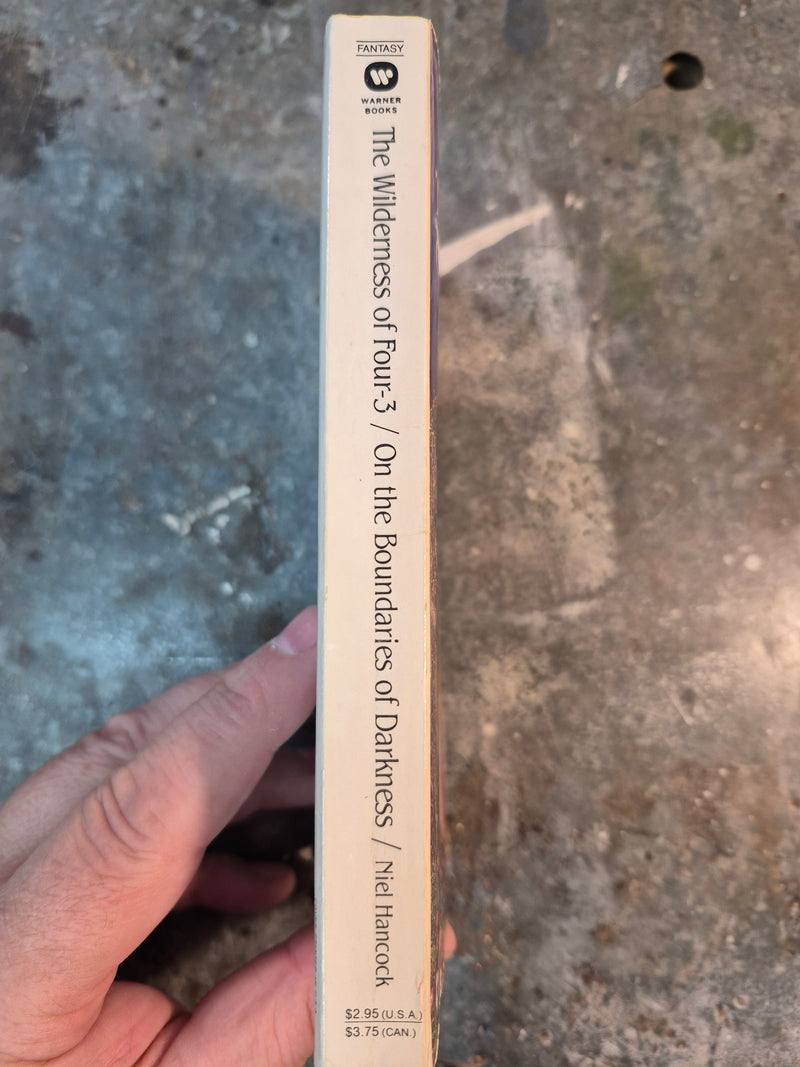 FANTASY
WARNER
BOOKS
The Wilderness of Four-3 / On the Boundaries of Darkness / Niel Hancock
$2.95 (U.S.A.)
$3.75 (CAN.)